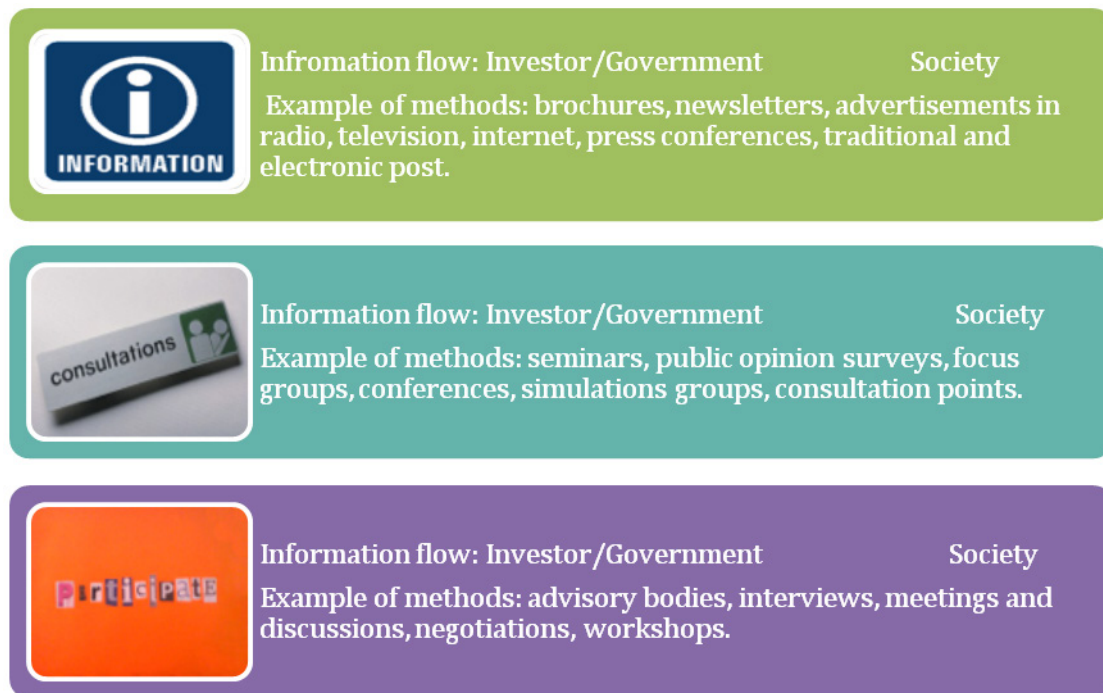 INFORMATION
Infromation flow: Investor/Government Society
Example of methods: brochures, newsletters, advertisements in
radio, television, internet, press conferences, traditional and
electronic post.
consultations
Information flow: Investor/Government Society
Example of methods: seminars, public opinion surveys, focus
groups, conferences, simulations groups, consultation points.
ParticiPatE
Information flow: Investor/Government Society
Example of methods: advisory bodies, interviews, meetings and
discussions, negotiations, workshops.